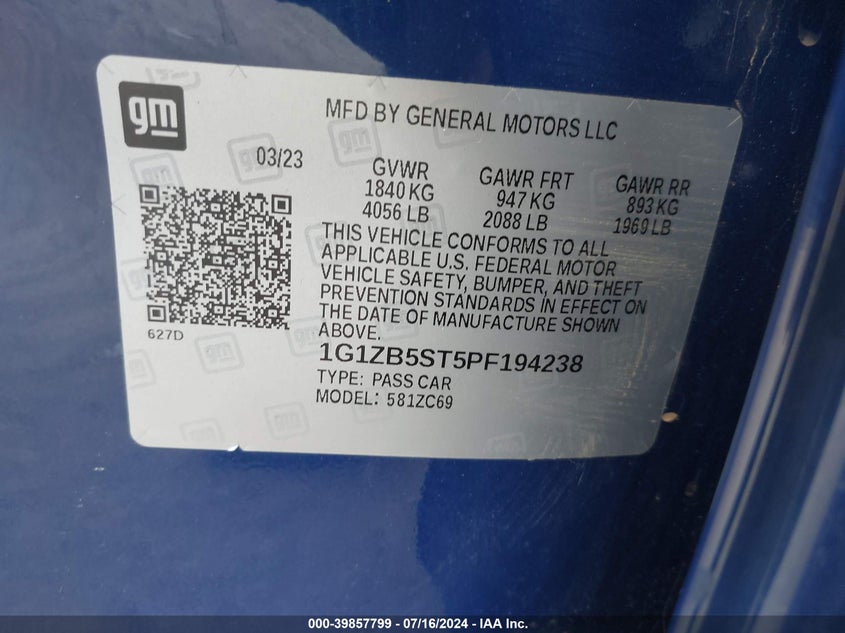 gm
MFD BY GENERAL MOTORS LLC
03/23
GVWR
1840 KG
4056 LB
GAWR FRT
947 KG
2088 LB
GAWR RR
893 KG
1969 LB
THIS VEHICLE CONFORMS TO ALL
APPLICABLE U.S. FEDERAL MOTOR
VEHICLE SAFETY, BUMPER, AND THEFT
PREVENTION STANDARDS IN EFFECT ON
THE DATE OF MANUFACTURE SHOWN
ABOVE.
627D
1G1ZB5ST5PF194238
TYPE: PASS CAR
MODEL: 581ZC69
000-39857799 - 07/16/2024 - IAA Inc.